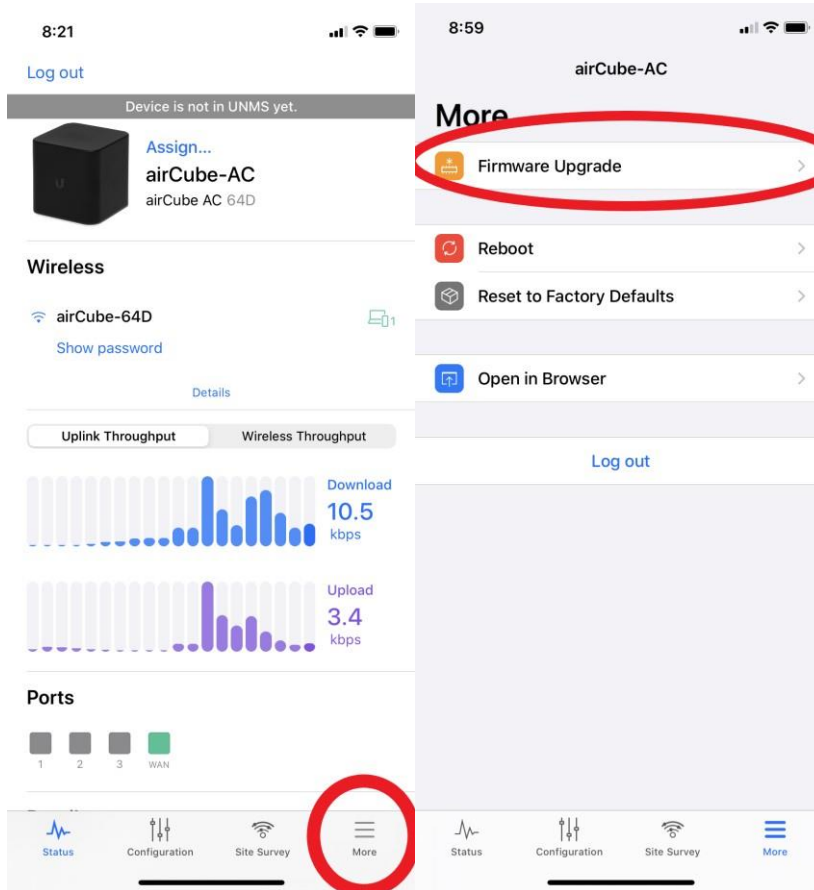 8:21
Log out
Device is not in UNMS yet.
Assign...
airCube-AC
airCube AC 64D
Wireless
airCube-64D
1
Show password
Details
Uplink Throughput
Wireless Throughput
Download
10.5
kbps
Upload
3.4
kbps
Ports
1
2
3
WAN
Status
Configuration
Site Survey
More
8:59
airCube-AC
More
Firmware Upgrade
Reboot
Reset to Factory Defaults
Open in Browser
Log out
Status
Configuration
Site Survey
More